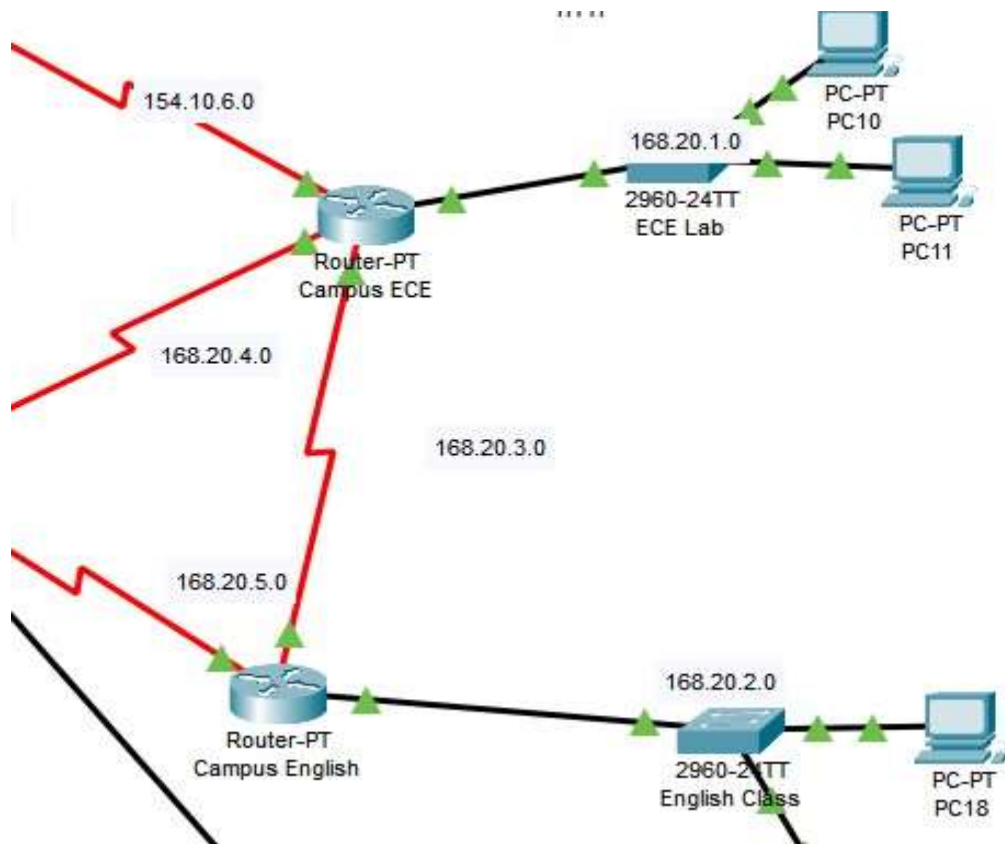 154.10.6.0
PC-PT
PC10
168.20.1.0
2960-24TT
ECE Lab
PC-PT
PC11
Router-PT
Campus ECE
168.20.4.0
168.20.3.0
168.20.5.0
168.20.2.0
Router-PT
Campus English
2960-24TT
English Class
PC-PT
PC18